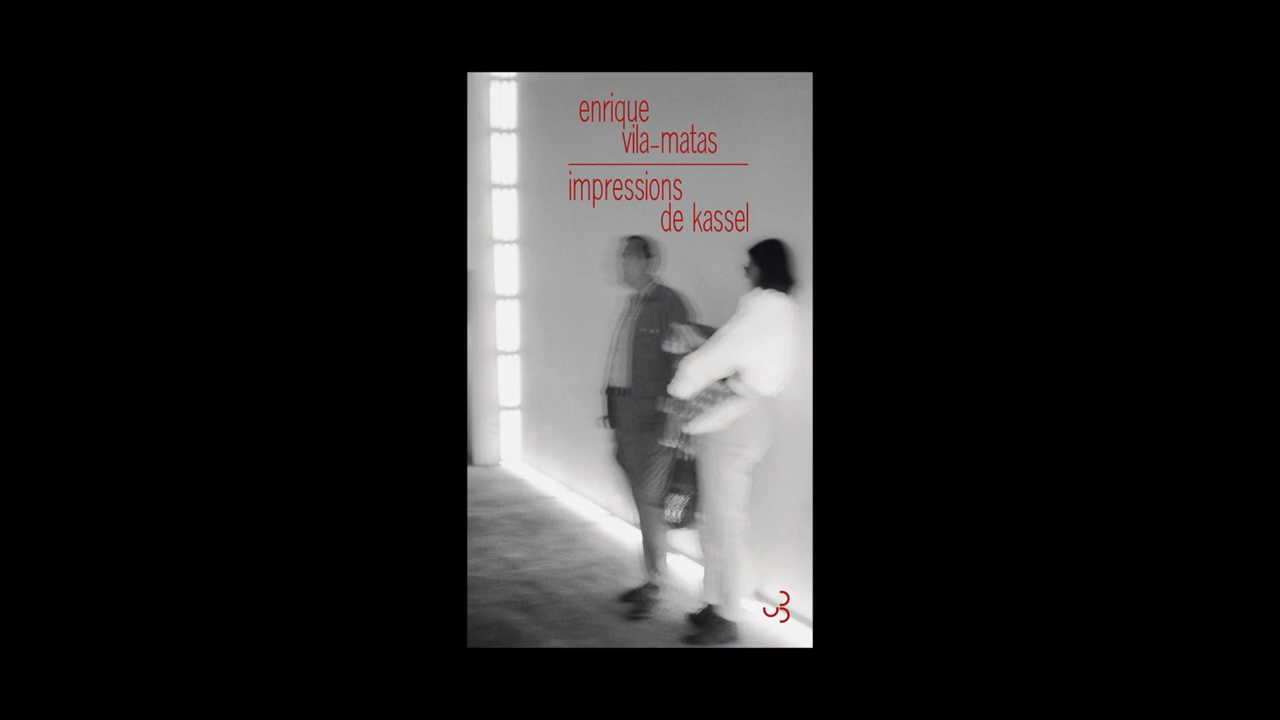 enrique
vila-matas
impressions
de kassel